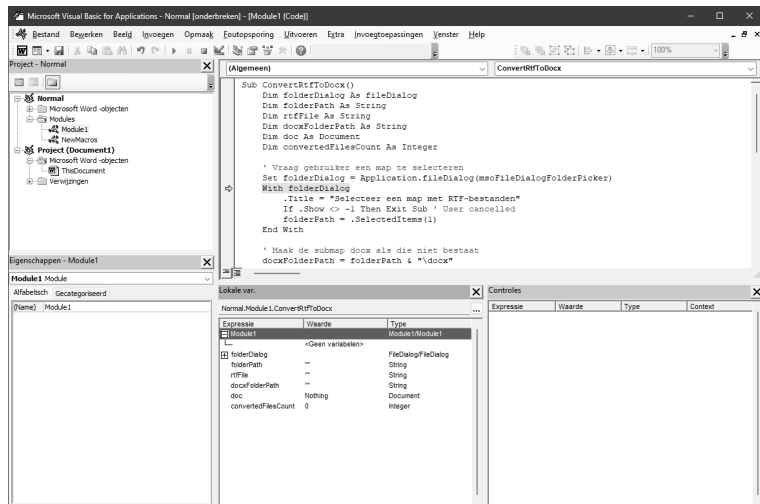 Microsoft Visual Basic for Applications - Normal [onderbreken] - [Module1 (Code)]
Bestand Bewerken Beeld Invoegen Opmaak Foutopsporing Uitvoeren Extra Invoegtoepassingen Venster Help
100%
Project - Normal
Normal
Microsoft Word -objecten
Modules
Module1
NewMacros
Project (Document1)
Microsoft Word -objecten
ThisDocument
Verwijzingen
Eigenschappen - Module1
Module1 Module
Alfabetisch Gecategoriseerd
(Name) Module1
(Algemeen) ConvertRtfToDocx
Sub ConvertRtfToDocx()
Dim folderDialog As fileDialog
Dim folderPath As String
Dim rtfFile As String
Dim docxFolderPath As String
Dim doc As Document
Dim convertedFilesCount As Integer
' Vraag gebruiker een map te selecteren
Set folderDialog = Application.fileDialog(msoFileDialogFolderPicker)
With folderDialog
.Title = "Selecteer een map met RTF-bestanden"
If .Show <> -1 Then Exit Sub ' User cancelled
folderPath = .SelectedItems(1)
End With
' Maak de submap docx als die niet bestaat
docxFolderPath = folderPath & "\docx"
Lokale var.
Normal.Module1.ConvertRtfToDocx ...
Expressie Waarde Type
Module1 Module1/Module1
<Geen variabelen>
folderDialog FileDialog/FileDialog
folderPath "" String
rtfFile "" String
docxFolderPath "" String
doc Nothing Document
convertedFilesCount 0 Integer
Controles
Expressie Waarde Type Context